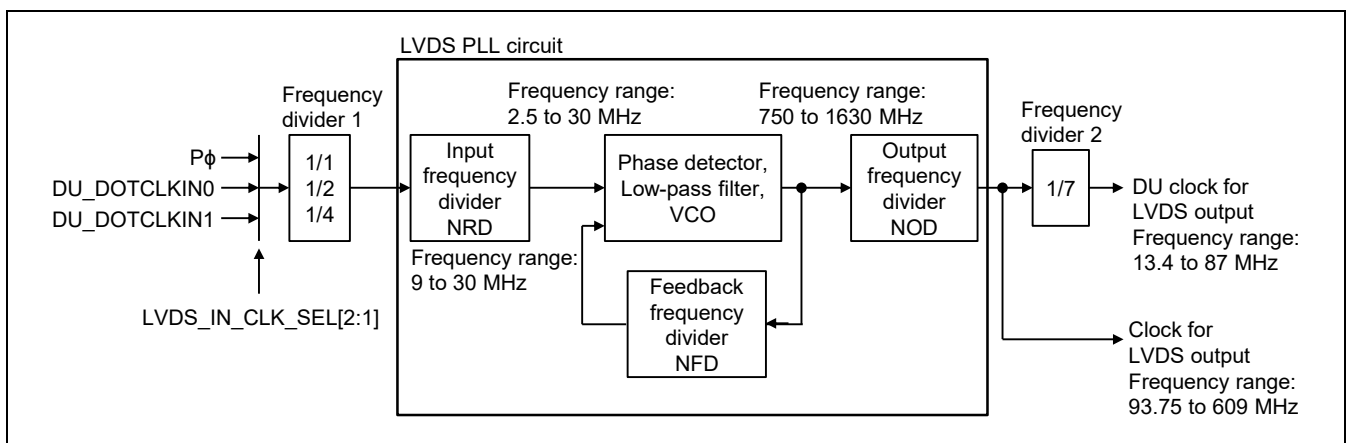 LVDS PLL circuit
Frequency
divider 1
Frequency range:
2.5 to 30 MHz
Frequency range:
750 to 1630 MHz
Frequency
divider 2
Pϕ
DU_DOTCLKIN0
DU_DOTCLKIN1
1/1
1/2
1/4
Input
frequency
divider
NRD
Phase detector,
Low-pass filter,
VCO
Output
frequency
divider
NOD
1/7
DU clock for
LVDS output
Frequency range:
13.4 to 87 MHz
Frequency range:
9 to 30 MHz
LVDS_IN_CLK_SEL[2:1]
Feedback
frequency
divider
NFD
Clock for
LVDS output
Frequency range:
93.75 to 609 MHz